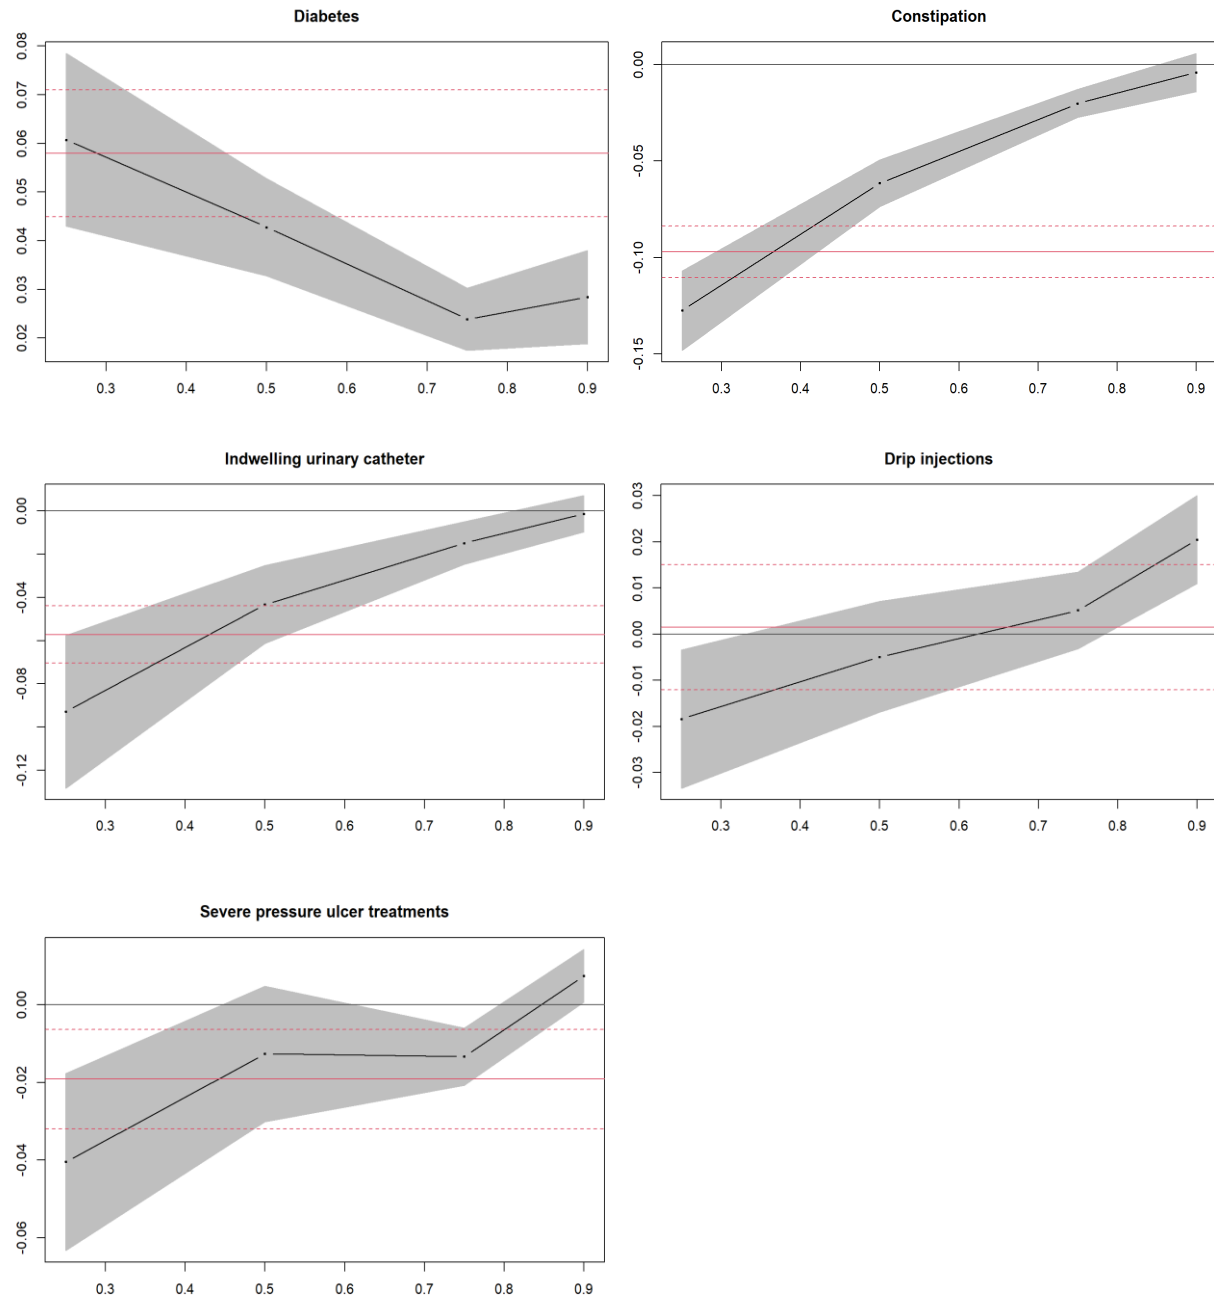 Diabetes
0.08
0.07
0.06
0.05
0.04
0.03
0.02
0.3 0.4 0.5 0.6 0.7 0.8 0.9
Constipation
0.00
-0.05
-0.10
-0.15
0.3 0.4 0.5 0.6 0.7 0.8 0.9
Indwelling urinary catheter
0.00
-0.04
-0.08
-0.12
0.3 0.4 0.5 0.6 0.7 0.8 0.9
Drip injections
0.03
0.02
0.01
0.00
-0.01
-0.02
-0.03
0.3 0.4 0.5 0.6 0.7 0.8 0.9
Severe pressure ulcer treatments
0.00
-0.02
-0.04
-0.06
0.3 0.4 0.5 0.6 0.7 0.8 0.9